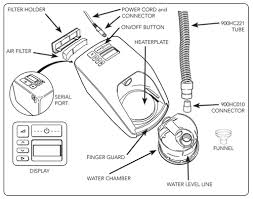 FILTER HOLDER
POWER CORD and
CONNECTOR
ON/OFF BUTTON
900HC221
TUBE
HEATERPLATE
AIR FILTER
SERIAL
PORT
900HC010
CONNECTOR
FUNNEL
FINGER GUARD
DISPLAY
WATER CHAMBER
WATER LEVEL LINE